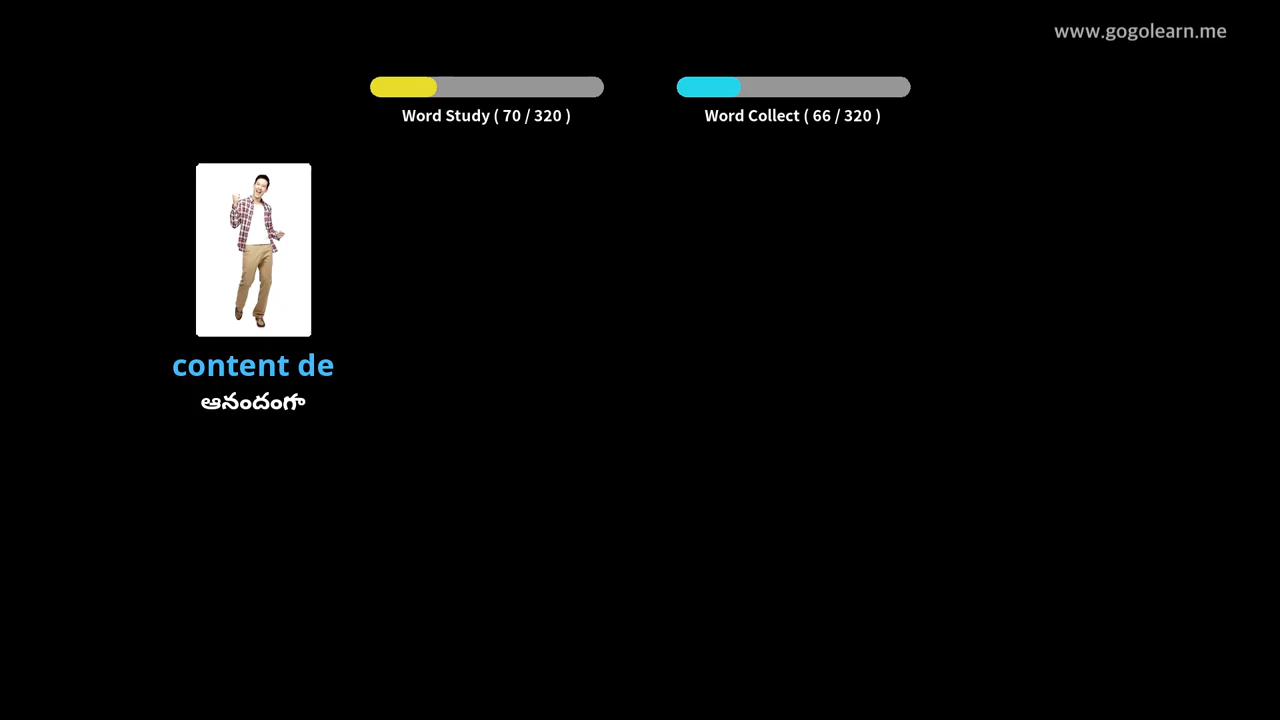 www.gogolearn.me
Word Study ( 70 / 320 )
Word Collect ( 66 / 320 )
content de
ఆనందంగా